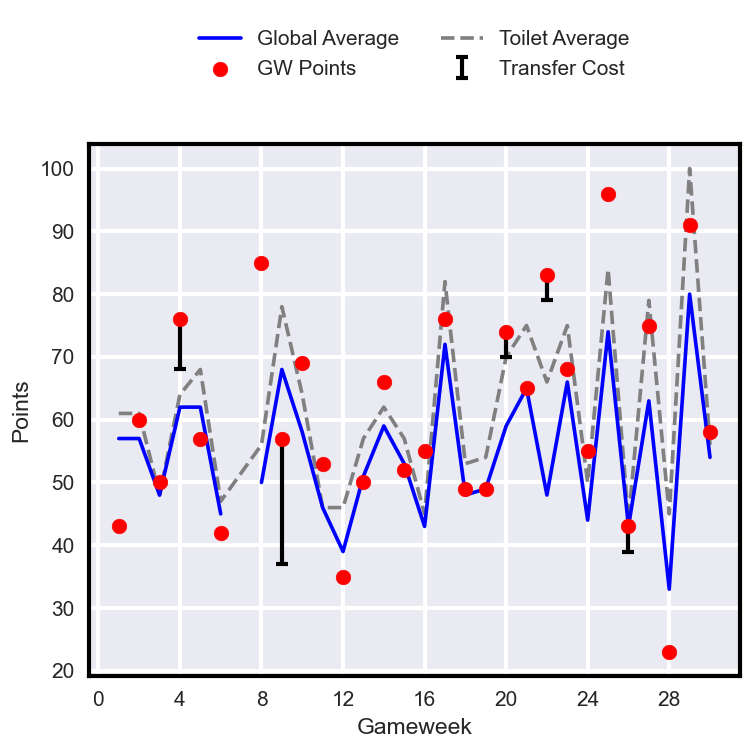 Global Average
Toilet Average
GW Points
Transfer Cost
100
90
80
70
60
50
40
30
20
Points
0 4 8 12 16 20 24 28
Gameweek